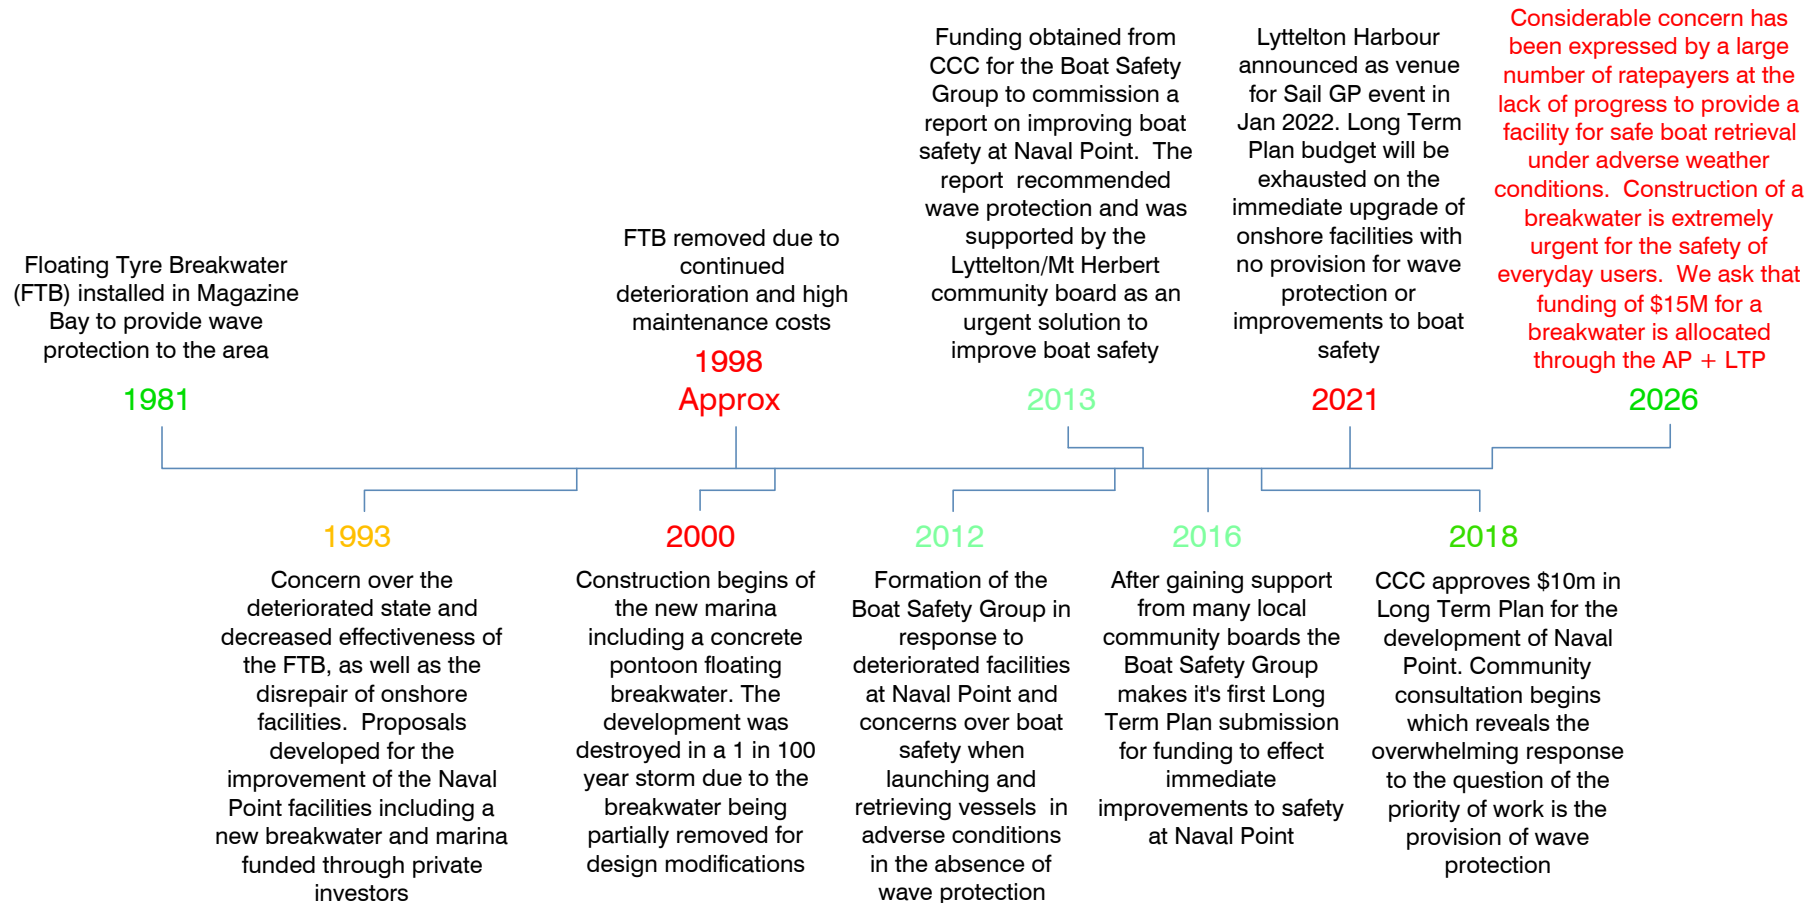 Floating Tyre Breakwater
(FTB) installed in Magazine
Bay to provide wave
protection to the area
1981
FTB removed due to
continued
deterioration and high
maintenance costs
1998
Approx
Funding obtained from
CCC for the Boat Safety
Group to commission a
report on improving boat
safety at Naval Point.  The
report  recommended
wave protection and was
supported by the
Lyttelton/Mt Herbert
community board as an
urgent solution to
improve boat safety
2013
Lyttelton Harbour
announced as venue
for Sail GP event in
Jan 2022. Long Term
Plan budget will be
exhausted on the
immediate upgrade of
onshore facilities with
no provision for wave
protection or
improvements to boat
safety
2021
Considerable concern has
been expressed by a large
number of ratepayers at the
lack of progress to provide a
facility for safe boat retrieval
under adverse weather
conditions.  Construction of a
breakwater is extremely
urgent for the safety of
everyday users.  We ask that
funding of $15M for a
breakwater is allocated
through the AP + LTP
2026
1993
Concern over the
deteriorated state and
decreased effectiveness of
the FTB, as well as the
disrepair of onshore
facilities.  Proposals
developed for the
improvement of the Naval
Point facilities including a
new breakwater and marina
funded through private
investors
2000
Construction begins of
the new marina
including a concrete
pontoon floating
breakwater. The
development was
destroyed in a 1 in 100
year storm due to the
breakwater being
partially removed for
design modifications
2012
Formation of the
Boat Safety Group in
response to
deteriorated facilities
at Naval Point and
concerns over boat
safety when
launching and
retrieving vessels  in
adverse conditions
in the absence of
wave protection
2016
After gaining support
from many local
community boards the
Boat Safety Group
makes it's first Long
Term Plan submission
for funding to effect
immediate
improvements to safety
at Naval Point
2018
CCC approves $10m in
Long Term Plan for the
development of Naval
Point. Community
consultation begins
which reveals the
overwhelming response
to the question of the
priority of work is the
provision of wave
protection